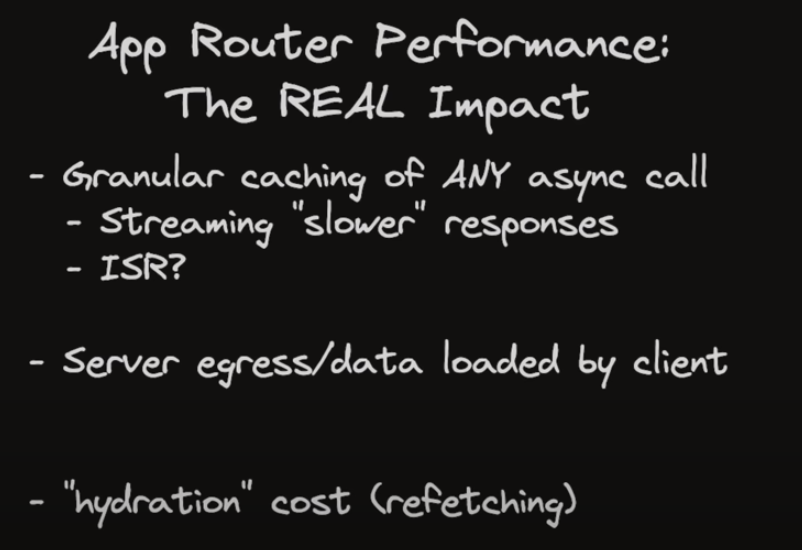 App Router Performance:
The REAL Impact
- Granular caching of ANY async call
- Streaming "slower" responses
- ISR?
- Server egress/data loaded by client
- "hydration" cost (refetching)